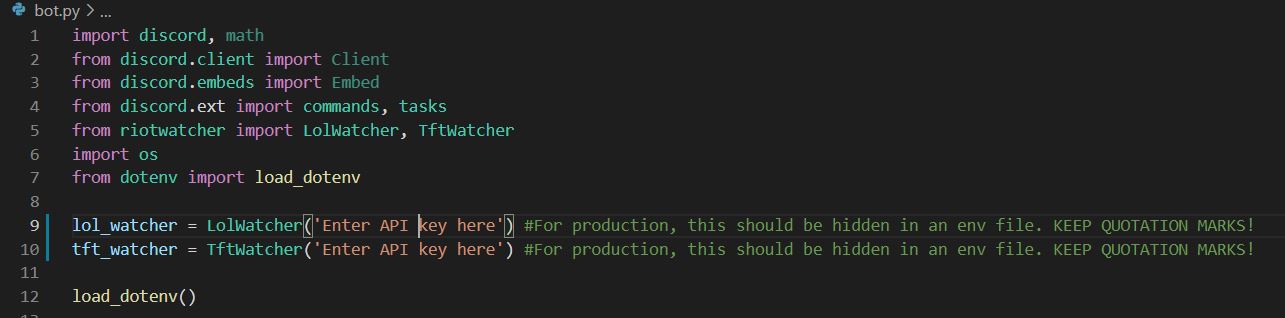 bot.py > ...
1 import discord, math
2 from discord.client import Client
3 from discord.embeds import Embed
4 from discord.ext import commands, tasks
5 from riotwatcher import LolWatcher, TftWatcher
6 import os
7 from dotenv import load_dotenv
8
9 lol_watcher = LolWatcher('Enter API key here') #For production, this should be hidden in an env file. KEEP QUOTATION MARKS!
10 tft_watcher = TftWatcher('Enter API key here') #For production, this should be hidden in an env file. KEEP QUOTATION MARKS!
11
12 load_dotenv()